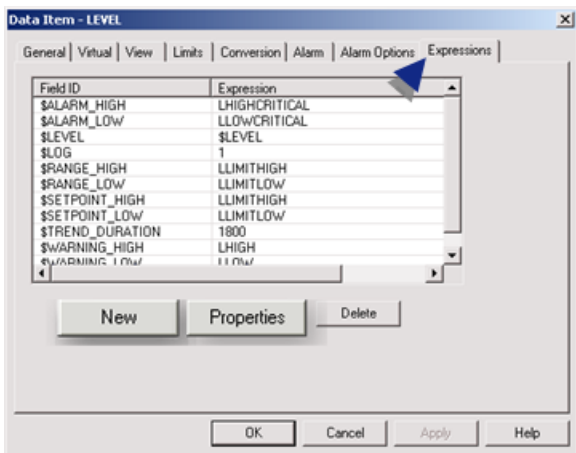 Data Item - LEVEL
General Virtual View Limits Conversion Alarm Alarm Options Expressions
Field ID Expression
$ALARM_HIGH LHIGHCRITICAL
$ALARM_LOW LLOWCRITICAL
$LEVEL $LEVEL
$LOG 1
$RANGE_HIGH LLIMITHIGH
$RANGE_LOW LLIMITLOW
$SETPOINT_HIGH LLIMITHIGH
$SETPOINT_LOW LLIMITLOW
$TREND_DURATION 1800
$WARNING_HIGH LHIGH
$WARNING_LOW LLOW
New Properties Delete
OK Cancel Apply Help